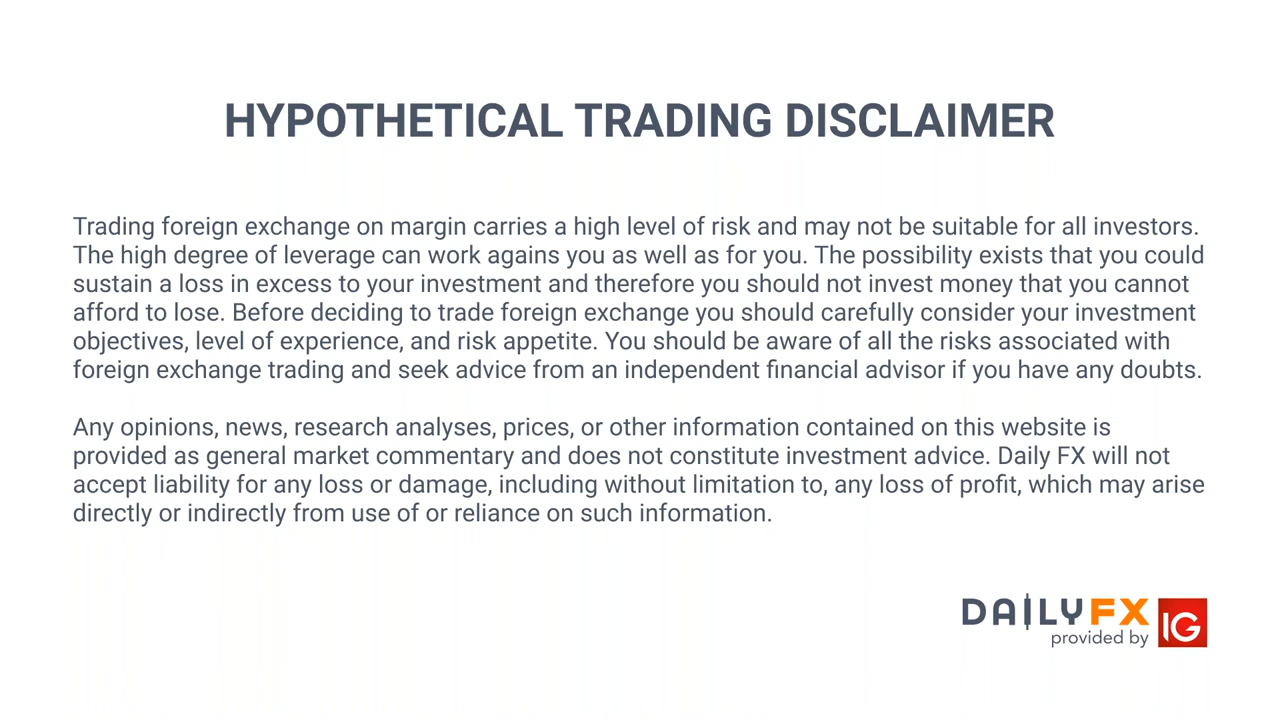 HYPOTHETICAL TRADING DISCLAIMER
Trading foreign exchange on margin carries a high level of risk and may not be suitable for all investors.
The high degree of leverage can work agains you as well as for you. The possibility exists that you could
sustain a loss in excess to your investment and therefore you should not invest money that you cannot
afford to lose. Before deciding to trade foreign exchange you should carefully consider your investment
objectives, level of experience, and risk appetite. You should be aware of all the risks associated with
foreign exchange trading and seek advice from an independent financial advisor if you have any doubts.
Any opinions, news, research analyses, prices, or other information contained on this website is
provided as general market commentary and does not constitute investment advice. Daily FX will not
accept liability for any loss or damage, including without limitation to, any loss of profit, which may arise
directly or indirectly from use of or reliance on such information.
DAILYFX
provided by IG